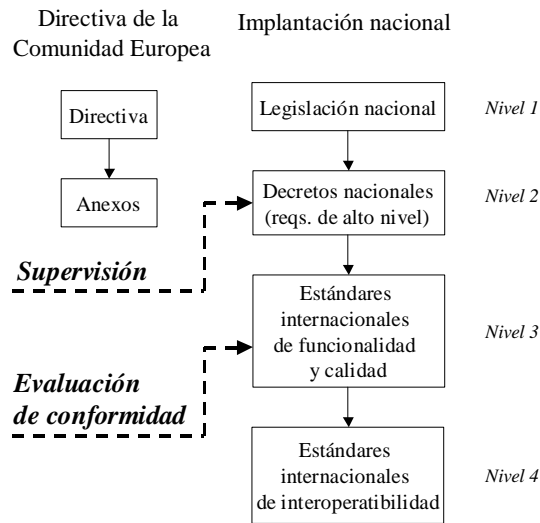 Directiva de la
Comunidad Europea
Implantación nacional
Directiva
Legislación nacional
Nivel 1
Anexos
Decretos nacionales
(reqs. de alto nivel)
Nivel 2
Supervisión
Estándares
internacionales
de funcionalidad
y calidad
Nivel 3
Evaluación
de conformidad
Estándares
internacionales
de interoperatibilidad
Nivel 4